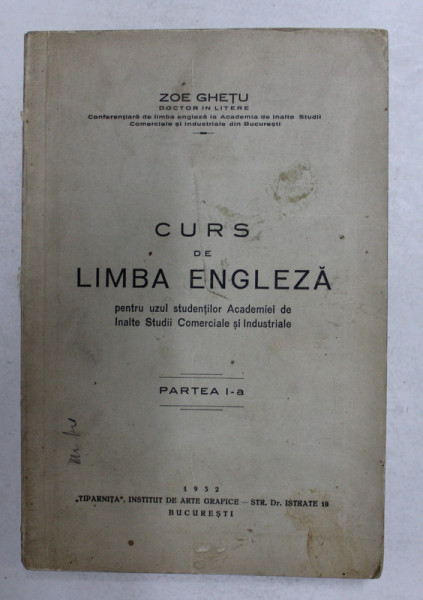 ZOE GHEȚU
DOCTOR IN LITERE
Conferențiară de limba engleză la Academia de Inalte Studii
Comerciale și Industriale din București
CURS
DE
LIMBA ENGLEZĂ
pentru uzul studenților Academiei de
Inalte Studii Comerciale și Industriale
PARTEA I-a
1932
„TIPARNIȚA", INSTITUT DE ARTE GRAFICE — STR. Dr. ISTRATE 18
BUCUREȘTI